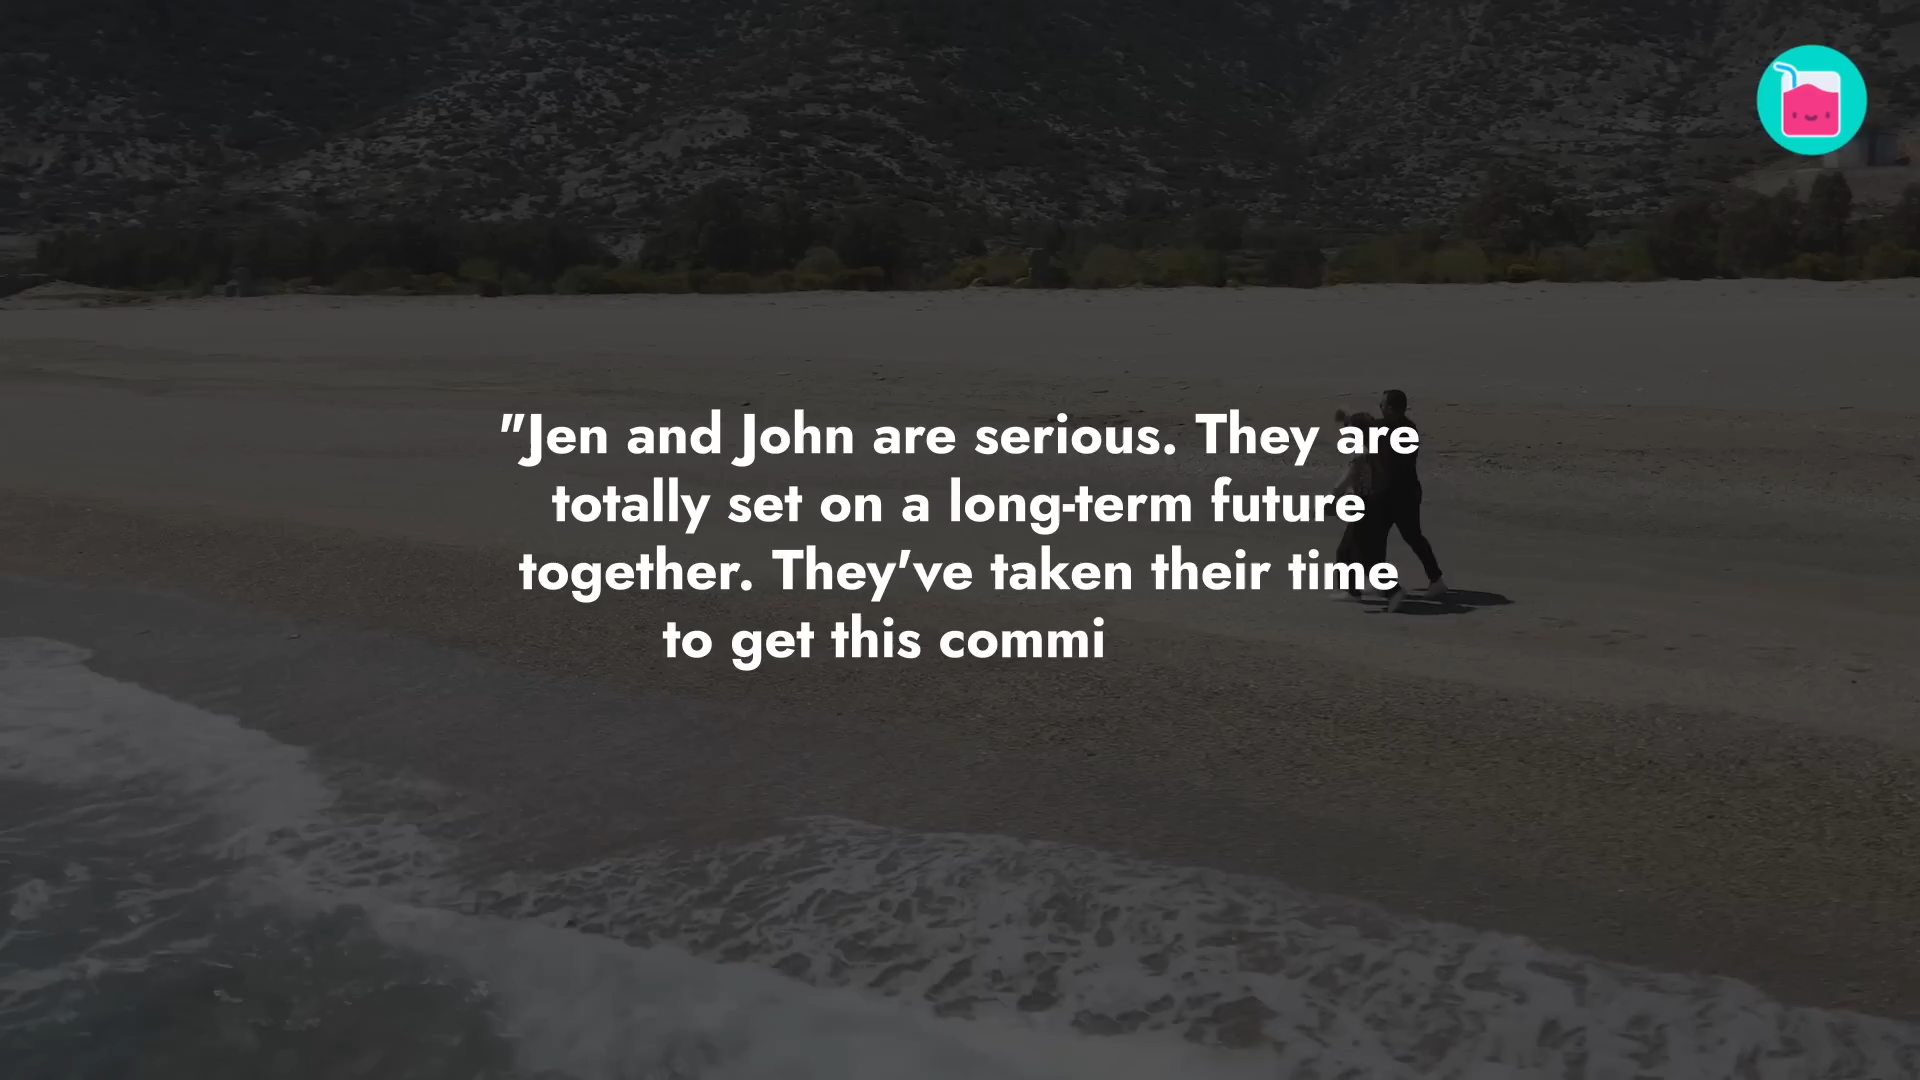 "Jen and John are serious. They are
totally set on a long-term future
together. They've taken their time
to get this commi